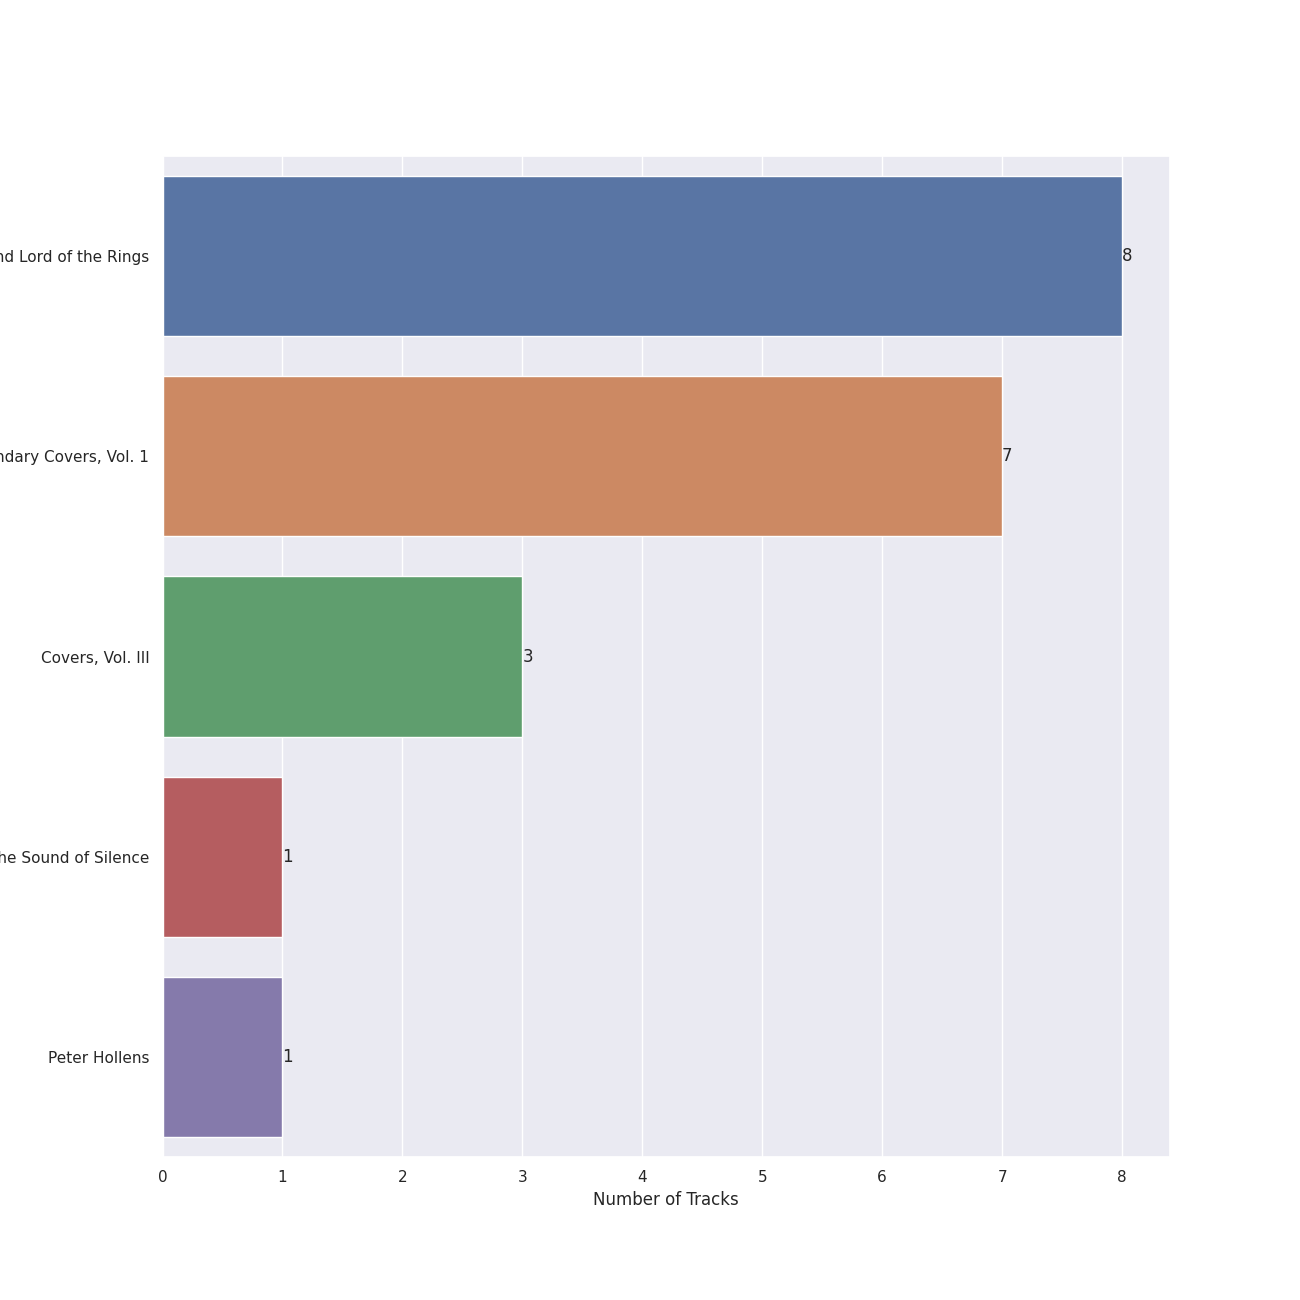 nd Lord of the Rings
8
ndary Covers, Vol. 1
7
Covers, Vol. III
3
he Sound of Silence
1
Peter Hollens
1
0 1 2 3 4 5 6 7 8
Number of Tracks